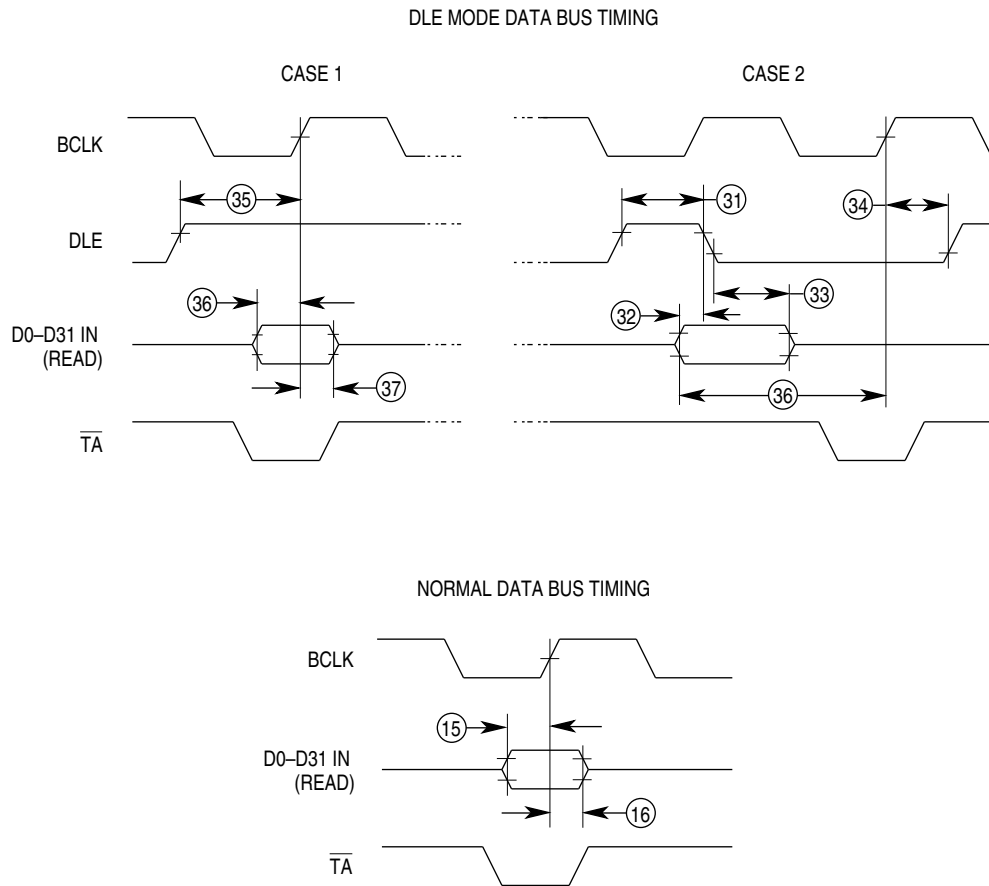 DLE MODE DATA BUS TIMING
CASE 1
CASE 2
BCLK
35
31
34
DLE
36
33
32
D0–D31 IN
(READ)
37
36
TA
NORMAL DATA BUS TIMING
BCLK
15
D0–D31 IN
(READ)
16
TA